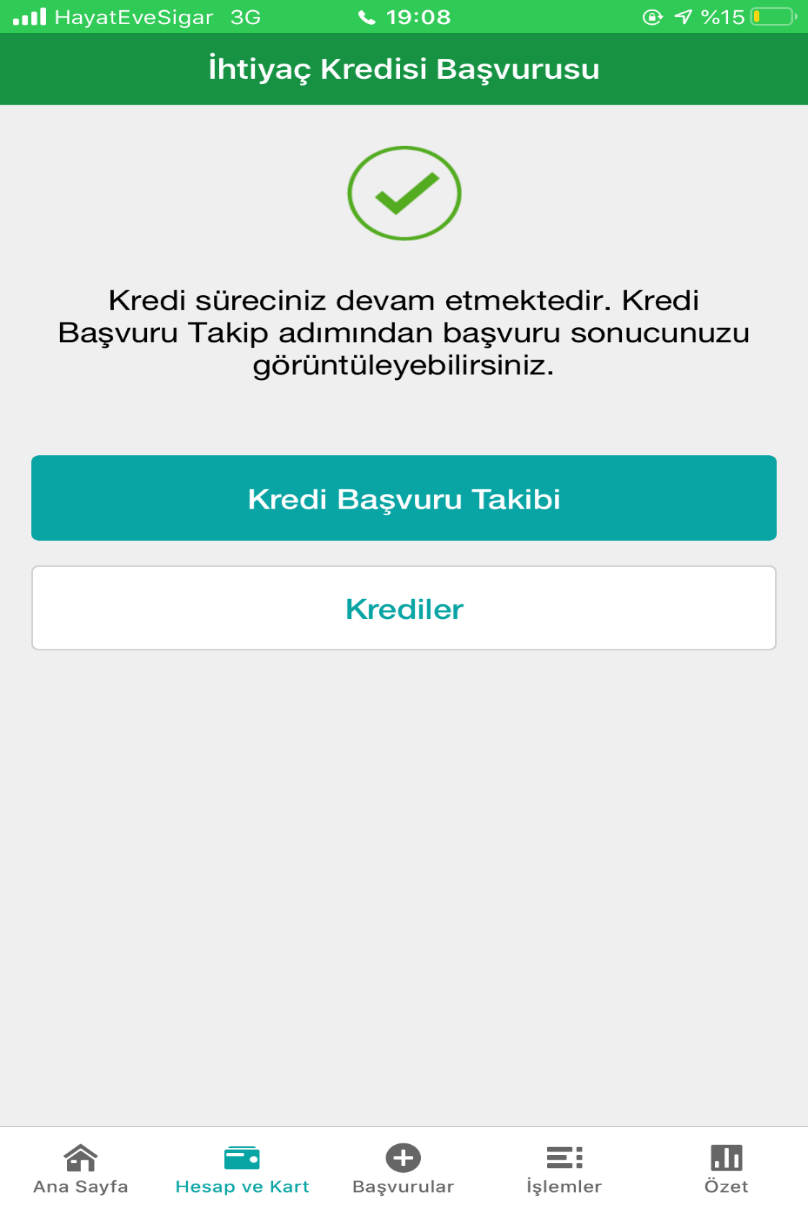 HayatEveSigar 3G 19:08 %15
İhtiyaç Kredisi Başvurusu
Kredi süreciniz devam etmektedir. Kredi
Başvuru Takip adımından başvuru sonucunuzu
görüntüleyebilirsiniz.
Kredi Başvuru Takibi
Krediler
Ana Sayfa Hesap ve Kart Başvurular İşlemler Özet